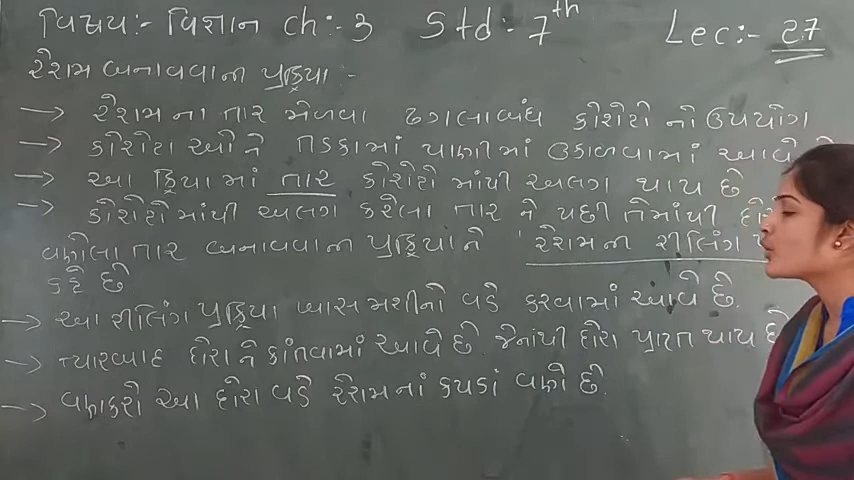 વિષય:- વિજ્ઞાન ch:- 3 Std:- 7th Lec:- 27
રેશમ બનાવવાની પ્રક્રિયા :-
→ રેશમ ના તાર મેળવવા ઢગલાબંધ કોશેટો નો ઉપયોગ
→ કોશેટા ઓ ને તડકામાં પાણીમાં ઉકાળવામાં આવે
→ આ ક્રિયા માં તાર કોશેટો માંથી અલગ થાય છે
→ કોશેટો માંથી અલગ કરેલા તાર ને પછી તેમાંથી
વણેલા તાર બનાવવાની પ્રક્રિયાને 'રેશમ ની રીલિંગ
કહે છે
→ આ રીલિંગ પ્રક્રિયા ખાસ મશીનો વડે કરવામાં આવે છે.
→ ત્યારબાદ દોરા ને કાંતવામાં આવે છે જેનાથી દોરા પ્રાપ્ત થાય છે
→ વણકરો આ દોરા વડે રેશમનાં કપડાં વણે છે.